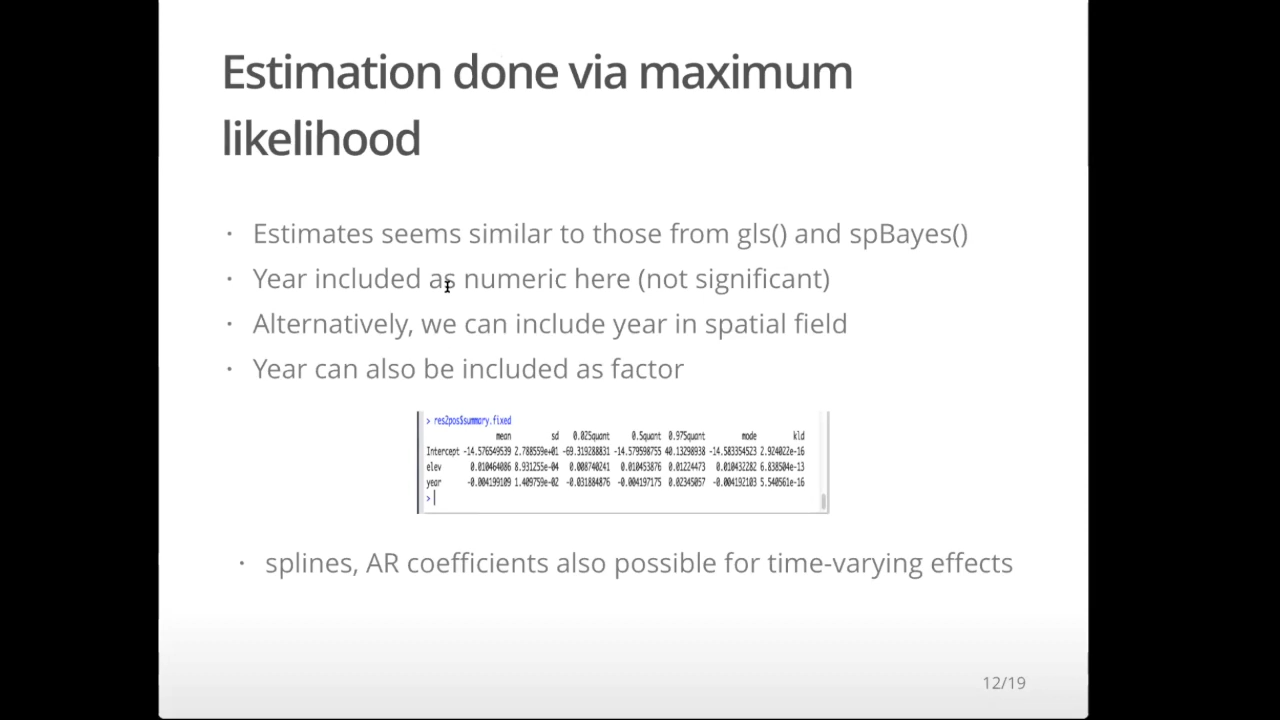 Estimation done via maximum
likelihood
· Estimates seems similar to those from gls() and spBayes()
· Year included as numeric here (not significant)
· Alternatively, we can include year in spatial field
· Year can also be included as factor
> res2pos$summary.fixed
mean sd 0.025quant 0.5quant 0.975quant mode kld
Intercept -14.576549539 2.788559e+01 -69.319288831 -14.579598755 40.13298938 -14.583354523 2.924022e-16
elev 0.010464086 8.931255e-04 0.008740241 0.010453876 0.01224473 0.010432282 6.838504e-13
year -0.004199109 1.409759e-02 -0.031884876 -0.004197175 0.02345057 -0.004192103 5.540561e-16
>
· splines, AR coefficients also possible for time-varying effects
12/19